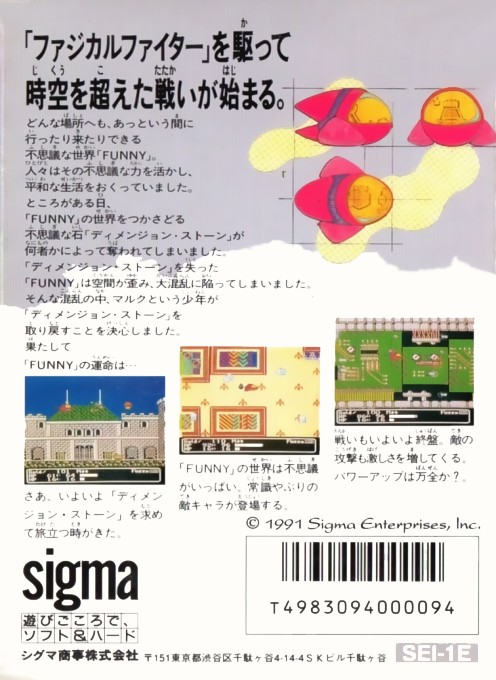 「ファジカルファイター」を駆って
時空を超えた戦いが始まる。
どんな場所へも、あっという間に
行ったり来たりできる
不思議な世界「FUNNY」。
人々はその不思議な力を活かし、
平和な生活をおくっていました。
ところがある日、
「FUNNY」の世界をつかさどる
不思議な石「ディメンジョン・ストーン」が
何者かによって奪われてしまいました。
「ディメンジョン・ストーン」を失った
「FUNNY」は空間が歪み、大混乱に陥ってしまいました。
そんな混乱の中、マルクという少年が
「ディメンジョン・ストーン」を
取り戻すことを決心しました。
果たして
「FUNNY」の運命は…
さあ、いよいよ「ディメン
ジョン・ストーン」を求め
て旅立つ時がきた。
「FUNNY」の世界は不思議
がいっぱい。常識やぶりの
敵キャラが登場する。
戦いもいよいよ終盤。敵の
攻撃も激しさを増してくる。
パワーアップは万全か?
© 1991 Sigma Enterprises, Inc.
T4983094000094
sigma
遊びごころで、
ソフト&ハード
シグマ商事株式会社 〒151東京都渋谷区千駄ヶ谷4-14-4SKビル千駄ヶ谷
SEI-1E